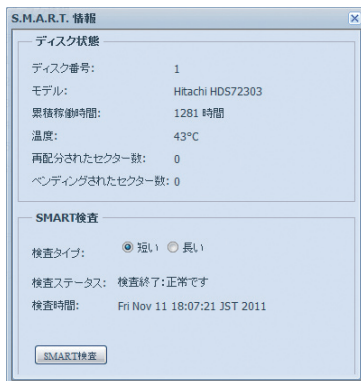 S.M.A.R.T. 情報
ディスク状態
ディスク番号: 1
モデル: Hitachi HDS72303
累積稼働時間: 1281 時間
温度: 43°C
再配分されたセクター数: 0
ペンディングされたセクター数: 0
SMART検査
検査タイプ: 短い 長い
検査ステータス: 検査終了:正常です
検査時間: Fri Nov 11 18:07:21 JST 2011
SMART検査